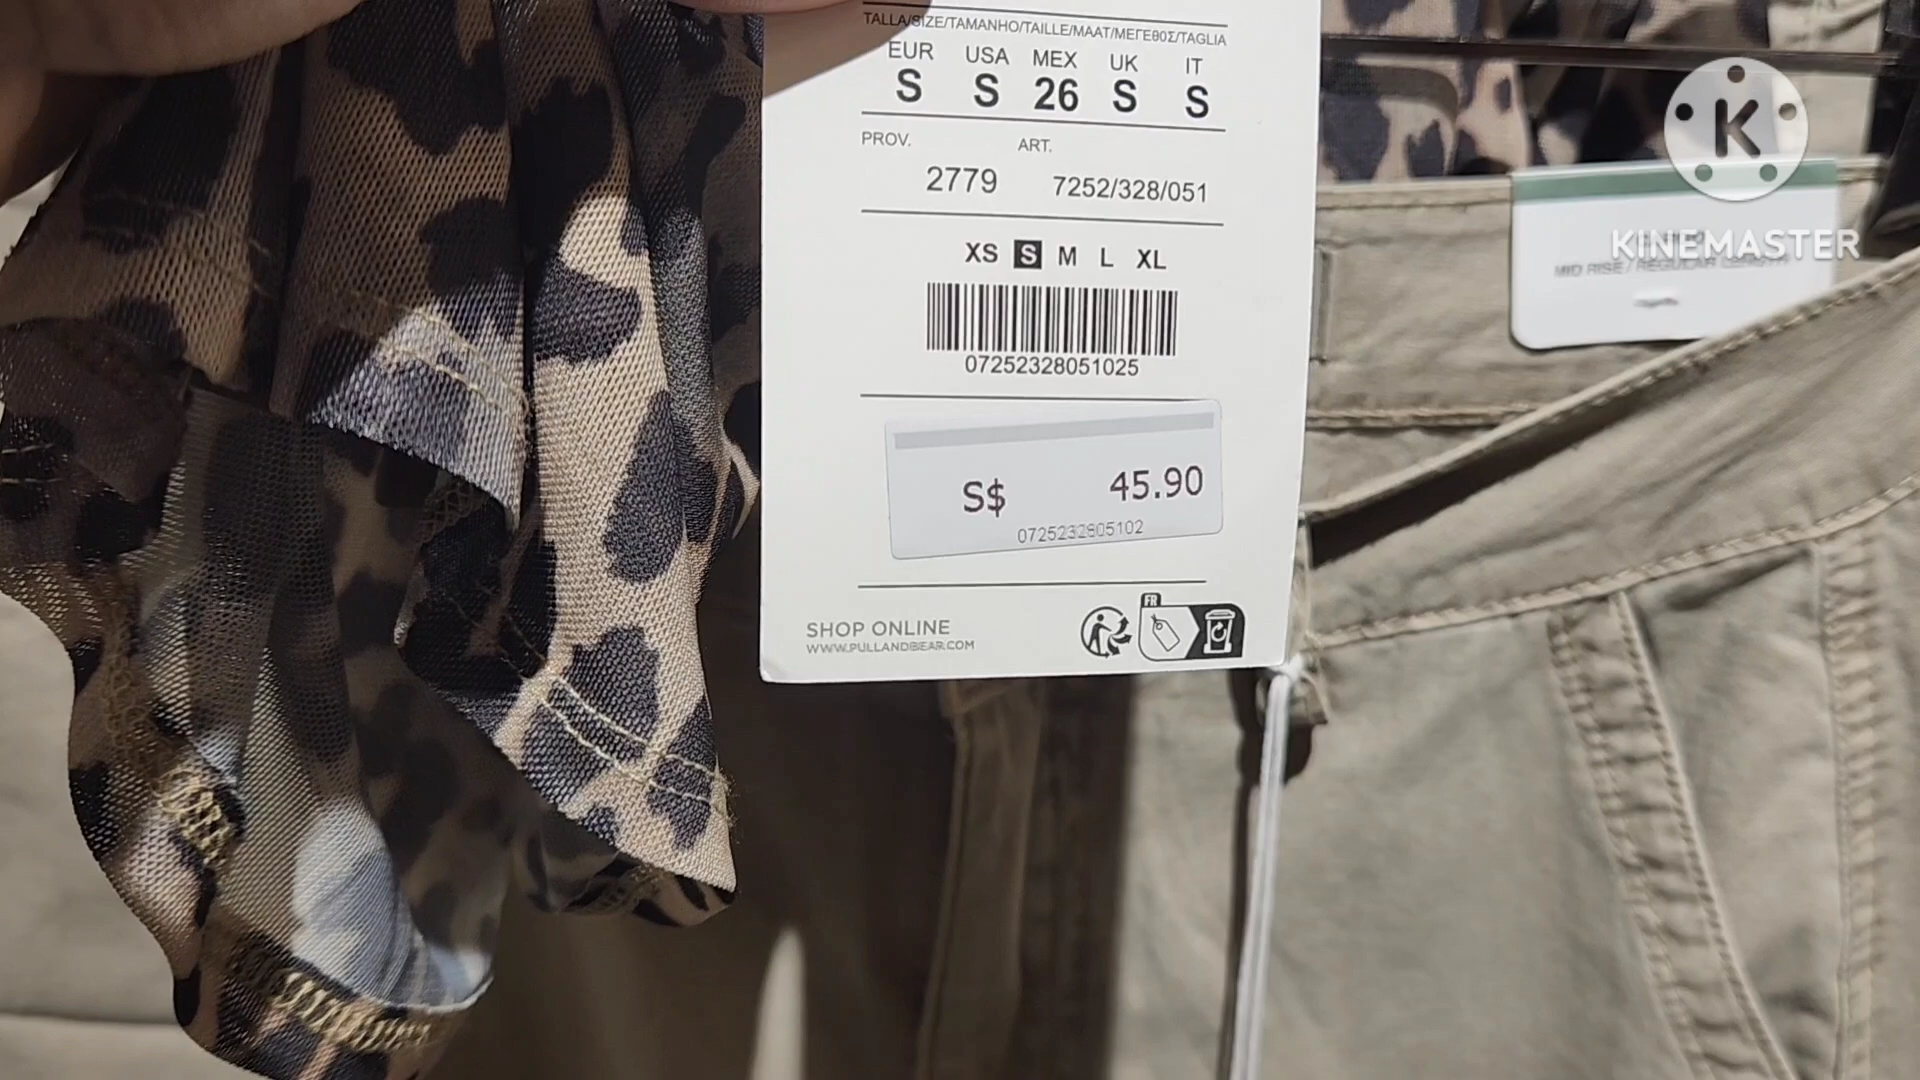 TALLA/SIZE/TAMANHO/TAILLE/MAAT/ΜΕΓΕΘΟΣ/TAGLIA
EUR USA MEX UK IT
S S 26 S S
PROV. ART.
2779 7252/328/051
XS S M L XL
07252328051025
S$ 45.90
0725232805102
FR
SHOP ONLINE
WWW.PULLANDBEAR.COM
K
KINEMASTER
MID RISE / REGULAR LENGTH